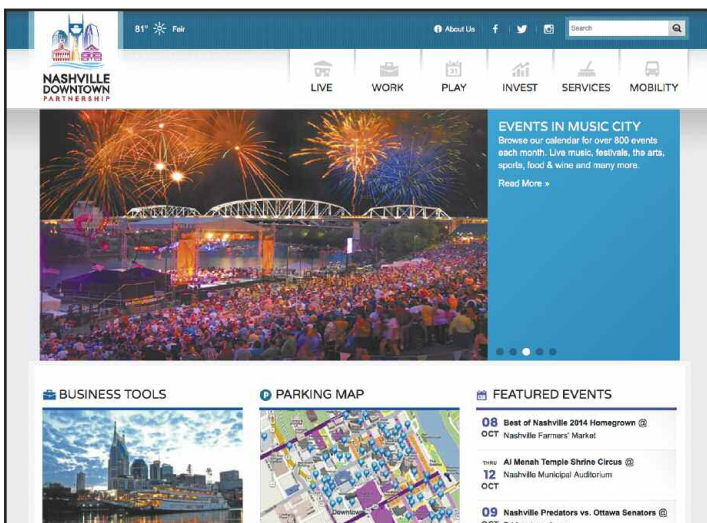 81° Fair
About Us
Search
NASHVILLE
DOWNTOWN
PARTNERSHIP
LIVE
WORK
PLAY
INVEST
SERVICES
MOBILITY
EVENTS IN MUSIC CITY
Browse our calendar for over 800 events
each month. Live music, festivals, the arts,
sports, food & wine and many more.
Read More »
BUSINESS TOOLS
PARKING MAP
Downtown
FEATURED EVENTS
08 OCT
Best of Nashville 2014 Homegrown @
Nashville Farmers' Market
THRU 12 OCT
Al Menah Temple Shrine Circus @
Nashville Municipal Auditorium
09 OCT
Nashville Predators vs. Ottawa Senators @